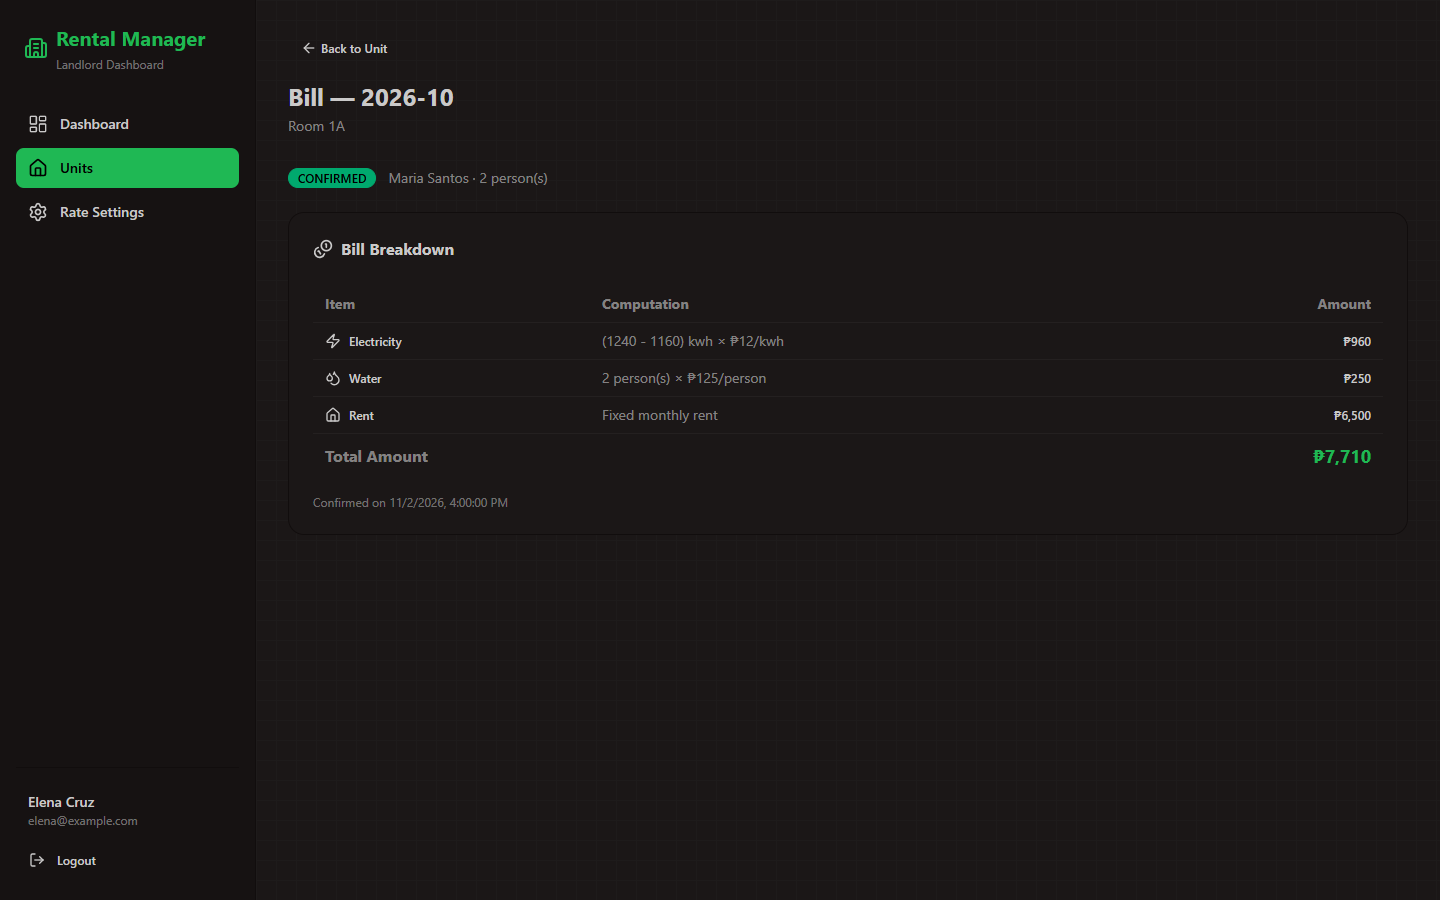 Rental Manager
Landlord Dashboard
Dashboard
Units
Rate Settings
Elena Cruz
elena@example.com
Logout
Back to Unit
Bill — 2026-10
Room 1A
CONFIRMED Maria Santos · 2 person(s)
Bill Breakdown
Item Computation Amount
Electricity (1240 - 1160) kwh × ₱12/kwh ₱960
Water 2 person(s) × ₱125/person ₱250
Rent Fixed monthly rent ₱6,500
Total Amount ₱7,710
Confirmed on 11/2/2026, 4:00:00 PM